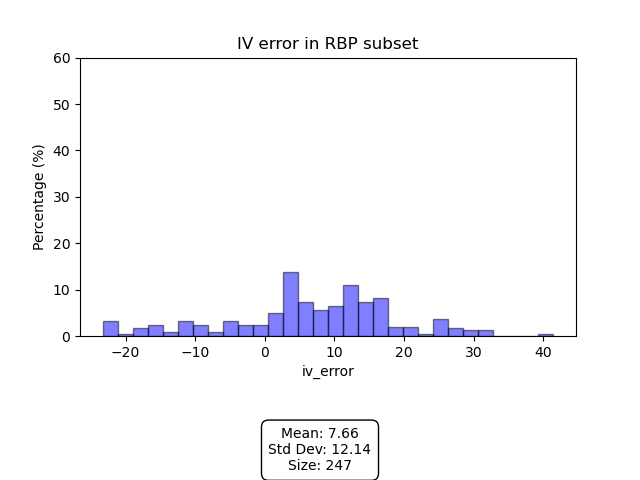 IV error in RBP subset
60
50
40
30
20
10
0
Percentage (%)
−20 −10 0 10 20 30 40
iv_error
Mean: 7.66
Std Dev: 12.14
Size: 247